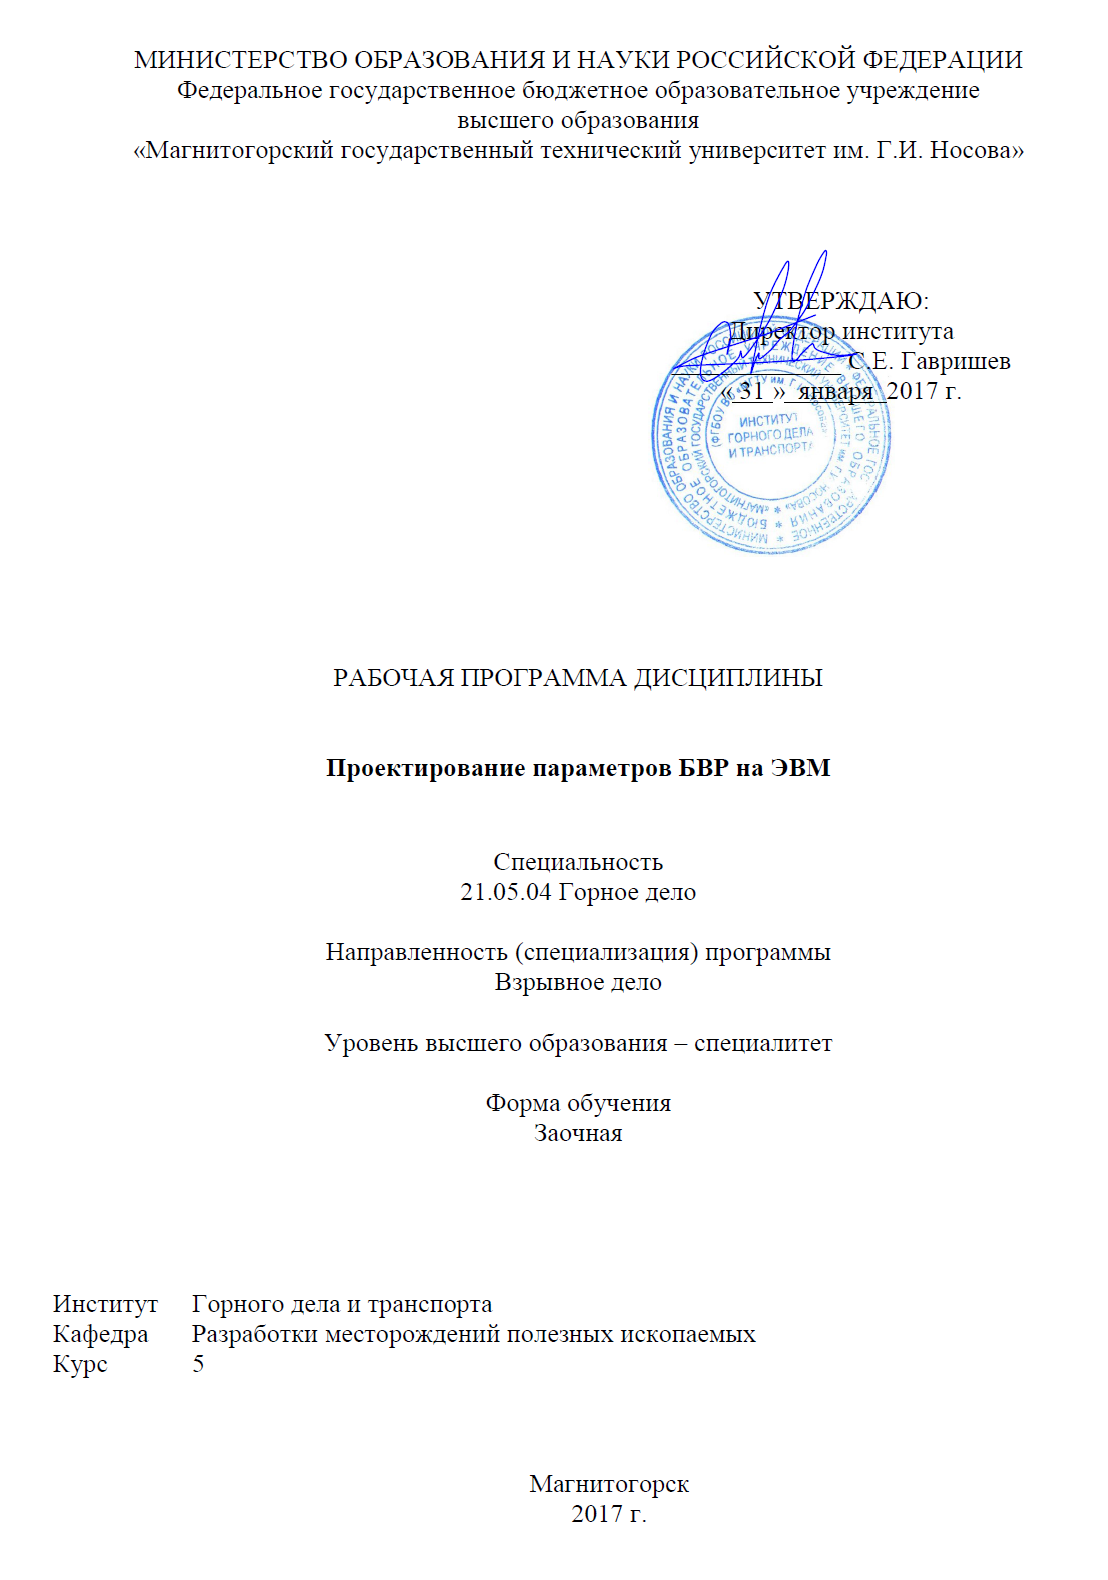 МИНИСТЕРСТВО ОБРАЗОВАНИЯ И НАУКИ РОССИЙСКОЙ ФЕДЕРАЦИИ
Федеральное государственное бюджетное образовательное учреждение
высшего образования
«Магнитогорский государственный технический университет им. Г.И. Носова»
УТВЕРЖДАЮ:
Директор института
С.Е. Гавришев
« 31 » января 2017 г.
ИНСТИТУТ
ГОРНОГО ДЕЛА
И ТРАНСПОРТА
РАБОЧАЯ ПРОГРАММА ДИСЦИПЛИНЫ
Проектирование параметров БВР на ЭВМ
Специальность
21.05.04 Горное дело
Направленность (специализация) программы
Взрывное дело
Уровень высшего образования – специалитет
Форма обучения
Заочная
Институт Горного дела и транспорта
Кафедра Разработки месторождений полезных ископаемых
Курс 5
Магнитогорск
2017 г.